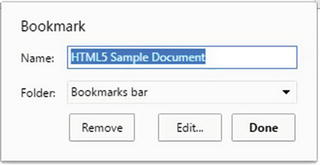 Bookmark
Name: HTML5 Sample Document
Folder: Bookmarks bar
Remove Edit... Done